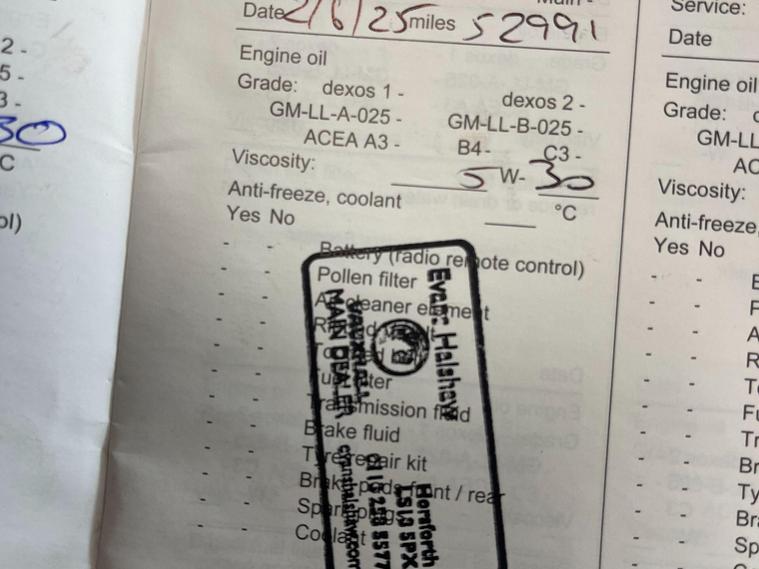 Date 2/6/25 miles 52991
Engine oil
Grade: dexos 1 - dexos 2 -
GM-LL-A-025 - GM-LL-B-025 -
ACEA A3 - B4- C3 -
Viscosity: 5 W- 30
Anti-freeze, coolant °C
Yes No
- - Battery (radio remote control)
- - Pollen filter
- - Air cleaner element
- -
- -
- - Fuel filter
- - Transmission fluid
- - Brake fluid
- - Tyre repair kit
- - Brake pads front / rear
- - Spark
- - Coolant
Evans Halshaw
VAUXHALL
MAIN DEALER
Horsforth
LS18 5PX
evanshalshaw.com
2 -
5 -
3 -
30
°C
ol)
Service:
Date
Engine oil
Grade:
GM-LL
AC
Viscosity:
Anti-freeze,
Yes No